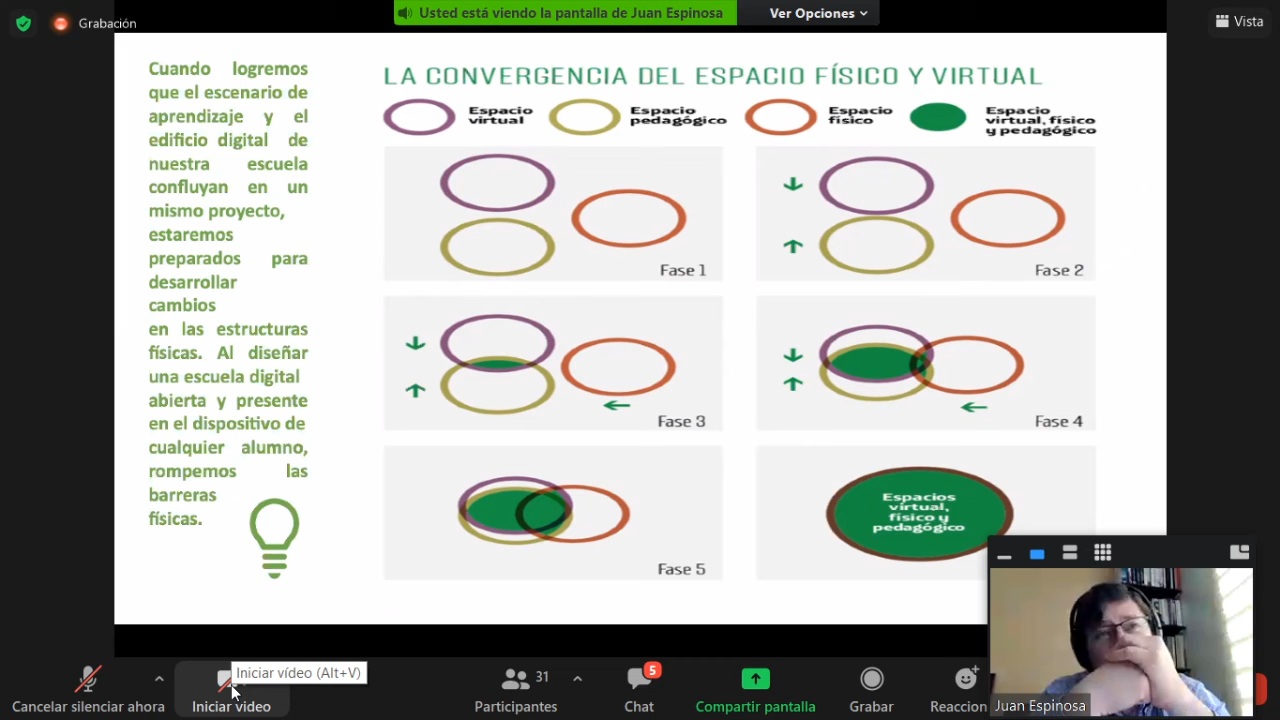 Grabación
Usted está viendo la pantalla de Juan Espinosa
Ver Opciones
Vista
Cuando logremos
que el escenario de
aprendizaje y el
edificio digital de
nuestra escuela
confluyan en un
mismo proyecto,
estaremos
preparados para
desarrollar
cambios
en las estructuras
físicas. Al diseñar
una escuela digital
abierta y presente
en el dispositivo de
cualquier alumno,
rompemos las
barreras
físicas.
LA CONVERGENCIA DEL ESPACIO FÍSICO Y VIRTUAL
Espacio
virtual
Espacio
pedagógico
Espacio
físico
Espacio
virtual, físico
y pedagógico
Fase 1
Fase 2
Fase 3
Fase 4
Fase 5
Espacios
virtual,
físico y
pedagógico
Juan Espinosa
Iniciar vídeo (Alt+V)
Cancelar silenciar ahora
Iniciar video
Participantes
31
Chat
5
Compartir pantalla
Grabar
Reaccion